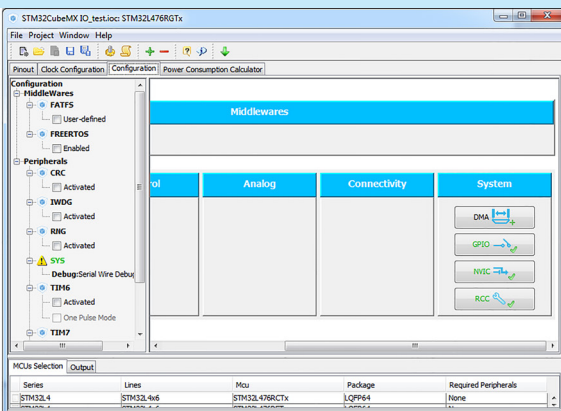 STM32CubeMX IO_test.ioc: STM32L476RGTx
File Project Window Help
Pinout Clock Configuration Configuration Power Consumption Calculator
Configuration
MiddleWares
FATFS
User-defined
FREERTOS
Enabled
Peripherals
CRC
Activated
IWDG
Activated
RNG
Activated
SYS
Debug:Serial Wire Debug
TIM6
Activated
One Pulse Mode
TIM7
Middlewares
rol Analog Connectivity System
DMA
GPIO
NVIC
RCC
MCUs Selection Output
Series Lines Mcu Package Required Peripherals
STM32L4 STM32L4x6 STM32L476RCTx LQFP64 None